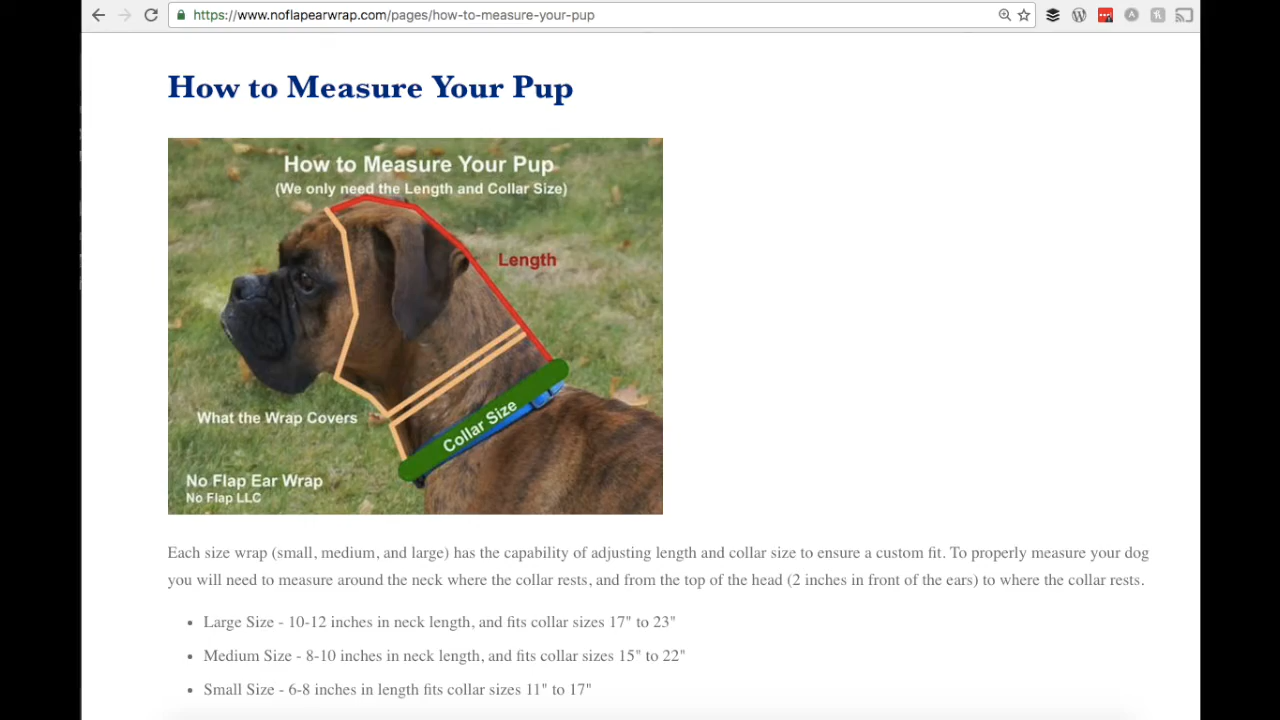 https://www.noflapearwrap.com/pages/how-to-measure-your-pup
How to Measure Your Pup
How to Measure Your Pup
(We only need the Length and Collar Size)
Length
Collar Size
What the Wrap Covers
No Flap Ear Wrap
No Flap LLC
Each size wrap (small, medium, and large) has the capability of adjusting length and collar size to ensure a custom fit. To properly measure your dog
you will need to measure around the neck where the collar rests, and from the top of the head (2 inches in front of the ears) to where the collar rests.
• Large Size - 10-12 inches in neck length, and fits collar sizes 17" to 23"
• Medium Size - 8-10 inches in neck length, and fits collar sizes 15" to 22"
• Small Size - 6-8 inches in length fits collar sizes 11" to 17"